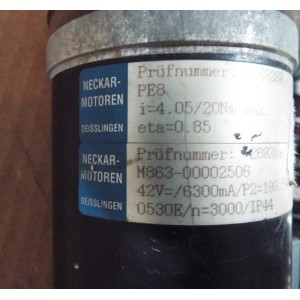 NECKAR-
MOTOREN
DEISSLINGEN
Prüfnummer:
PE8
i=4.05/20Nm
eta=0.85
NECKAR-
MOTOREN
DEISSLINGEN
Prüfnummer:
M863-00002506
42V=/6300mA/P2=
0530E/n=3000/IP44